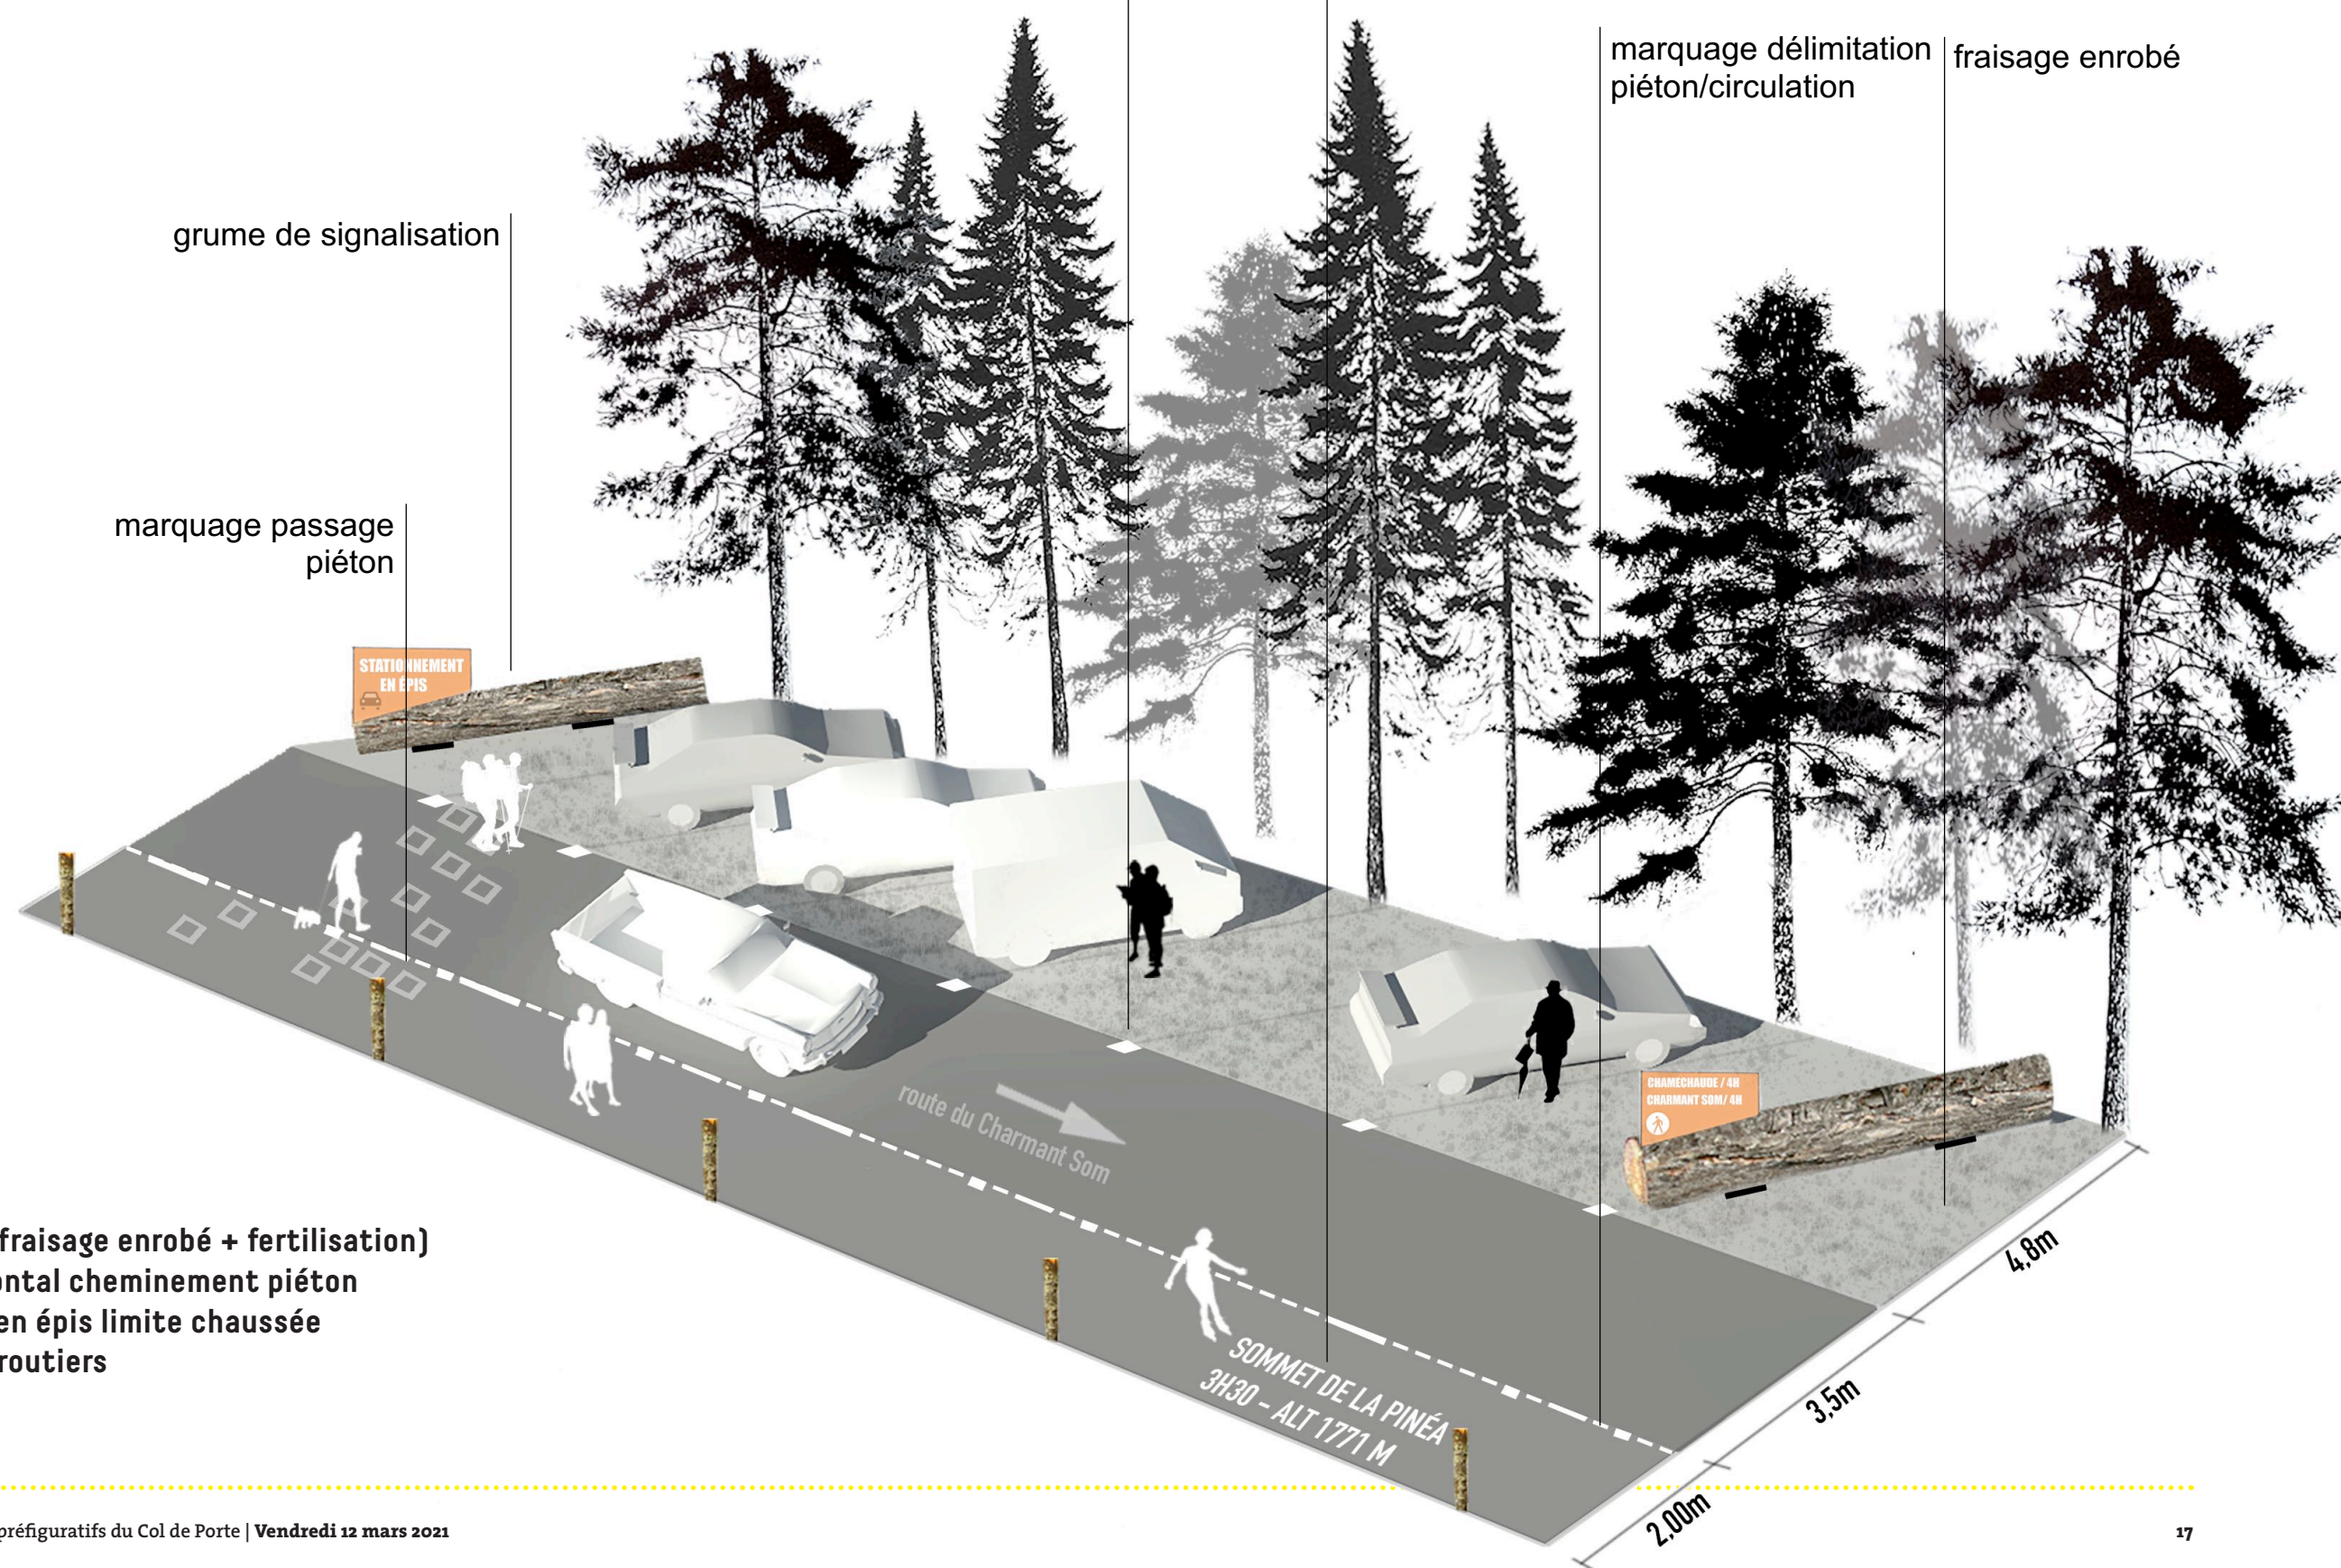 marquage délimitation
piéton/circulation
fraisage enrobé
grume de signalisation
marquage passage
piéton
STATIONNEMENT
EN ÉPIS
CHAMECHAUDE / 4H
CHARMANT SOM/ 4H
route du Charmant Som
SOMMET DE LA PINÉA
3H30 - ALT 1771 M
4,8m
3,5m
2,00m
fraisage enrobé + fertilisation)
ontal cheminement piéton
en épis limite chaussée
routiers
préfiguratifs du Col de Porte | Vendredi 12 mars 2021
17